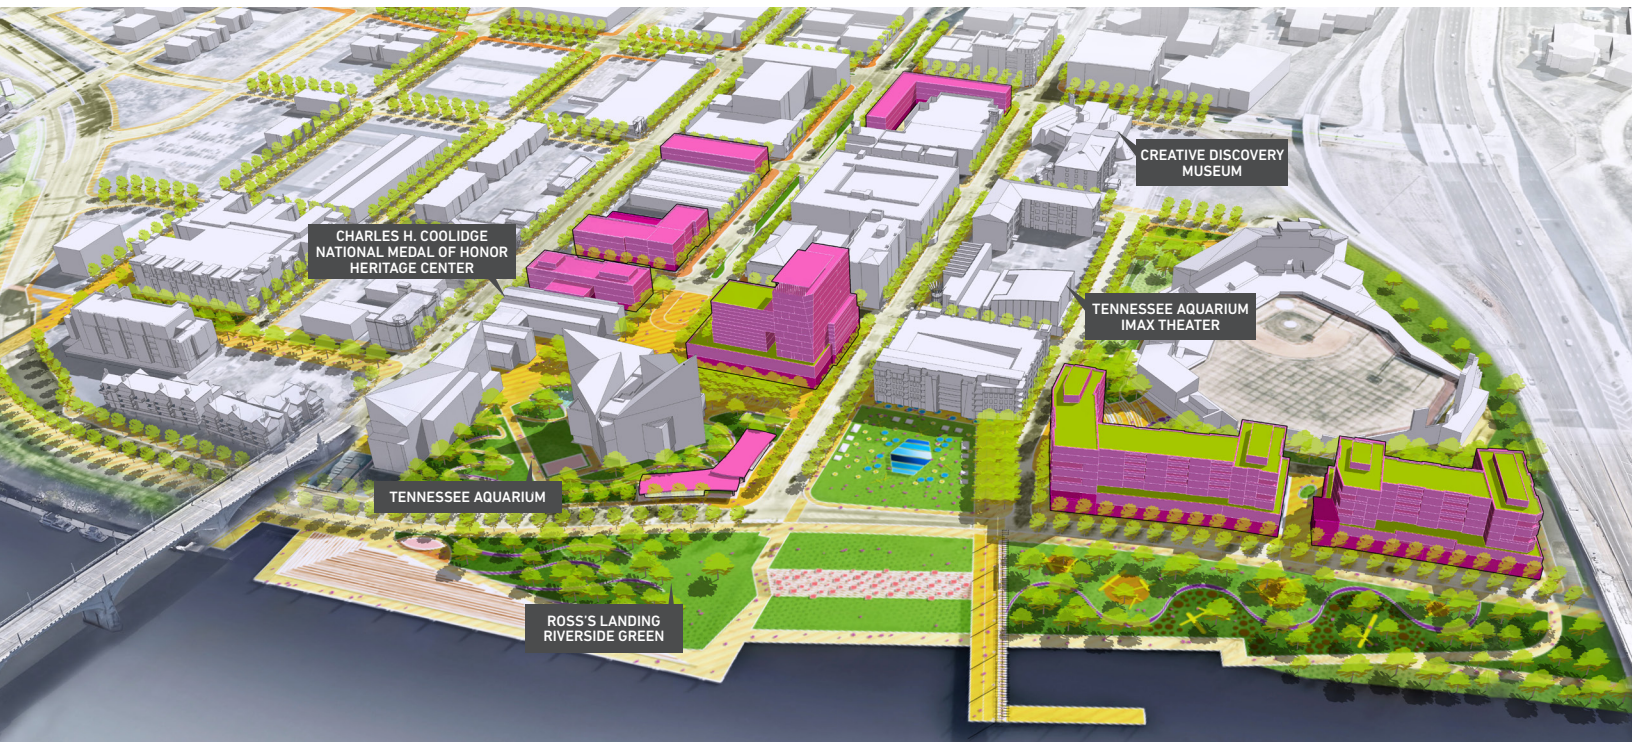 CREATIVE DISCOVERY
MUSEUM
CHARLES H. COOLIDGE
NATIONAL MEDAL OF HONOR
HERITAGE CENTER
TENNESSEE AQUARIUM
IMAX THEATER
TENNESSEE AQUARIUM
ROSS'S LANDING
RIVERSIDE GREEN